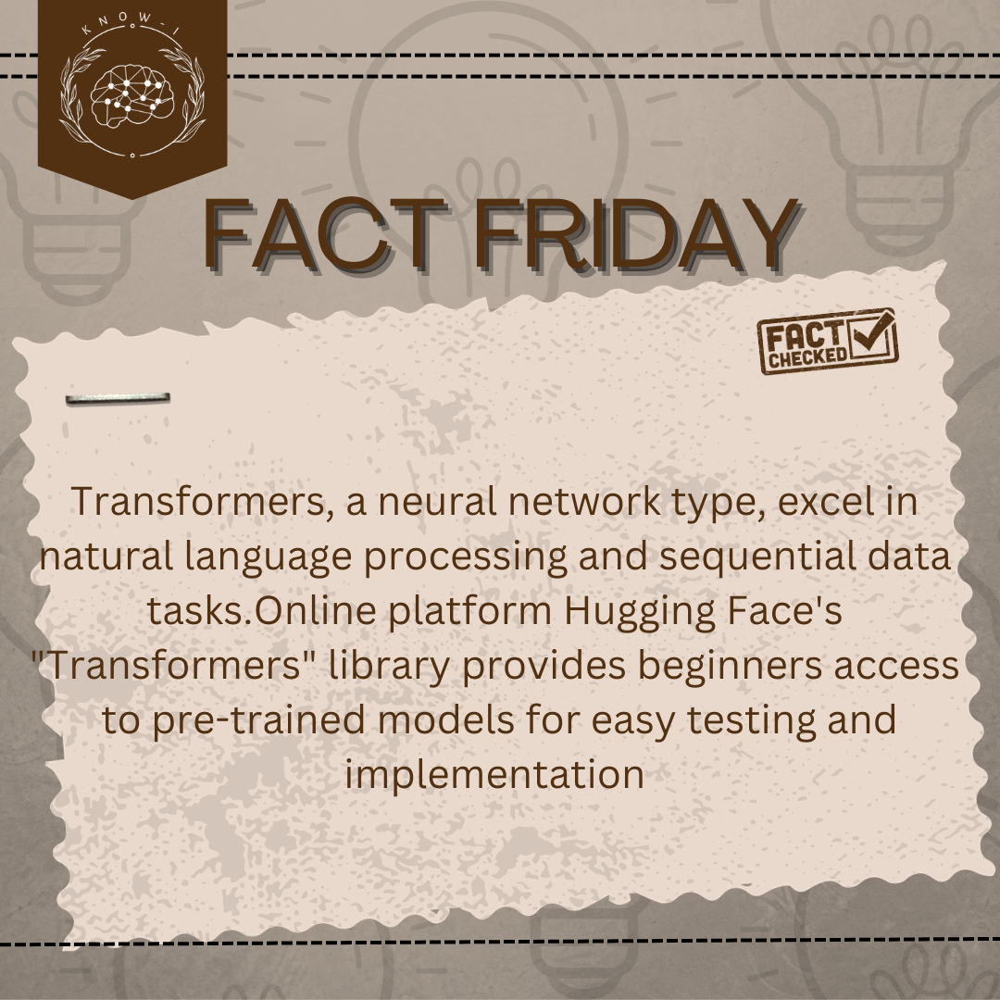 KNOW-I
FACT FRIDAY
FACT
CHECKED
Transformers, a neural network type, excel in
natural language processing and sequential data
tasks.Online platform Hugging Face's
"Transformers" library provides beginners access
to pre-trained models for easy testing and
implementation